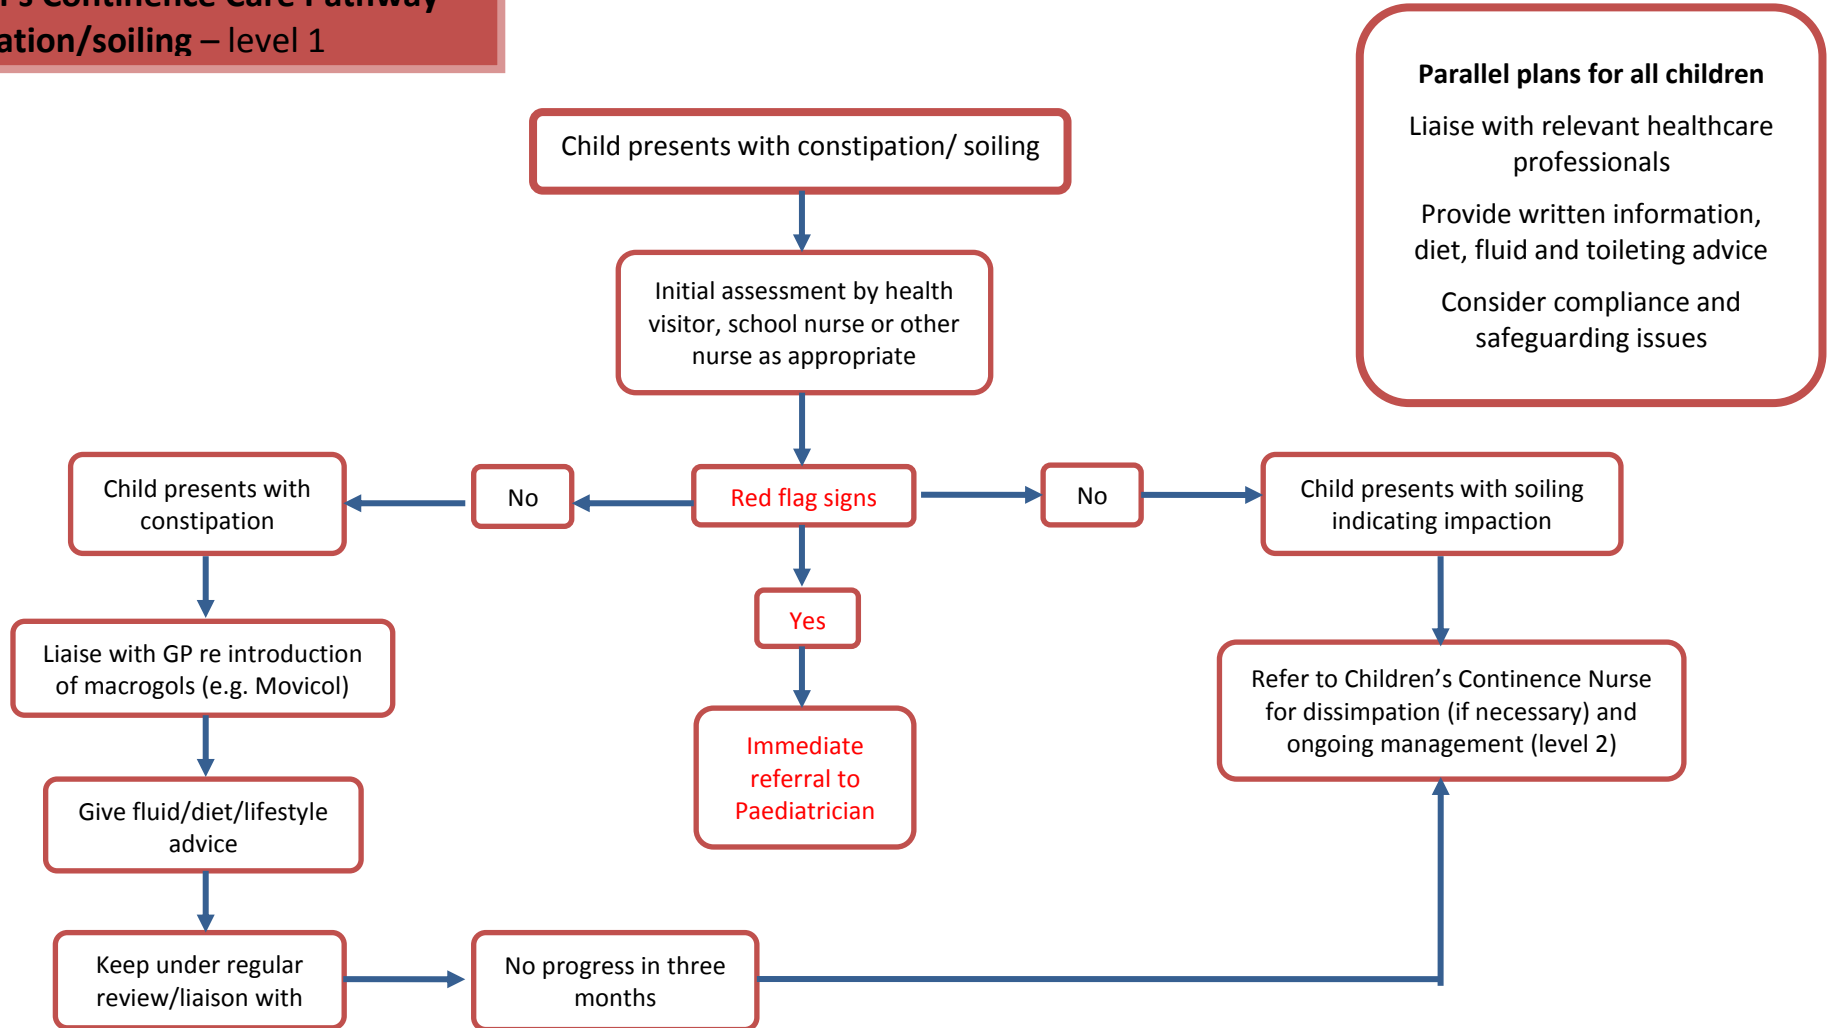 ation/soiling – level 1
Parallel plans for all children
Liaise with relevant healthcare
professionals
Provide written information,
diet, fluid and toileting advice
Consider compliance and
safeguarding issues
Child presents with constipation/ soiling
Initial assessment by health
visitor, school nurse or other
nurse as appropriate
Child presents with
constipation
No
Red flag signs
No
Child presents with soiling
indicating impaction
Yes
Liaise with GP re introduction
of macrogols (e.g. Movicol)
Immediate
referral to
Paediatrician
Refer to Children’s Continence Nurse
for dissimpation (if necessary) and
ongoing management (level 2)
Give fluid/diet/lifestyle
advice
Keep under regular
review/liaison with
No progress in three
months